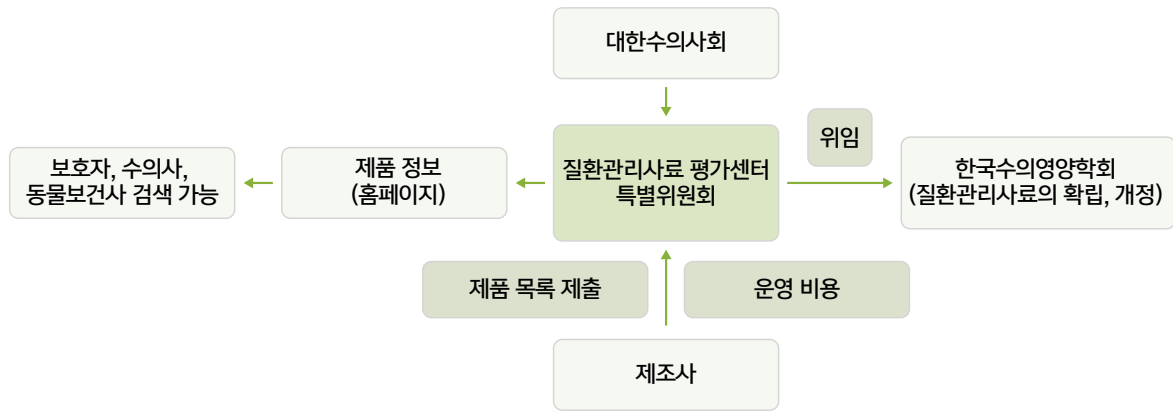 대한수의사회
위임
보호자, 수의사,
동물보건사 검색 가능
제품 정보
(홈페이지)
질환관리사료 평가센터
특별위원회
한국수의영양학회
(질환관리사료의 확립, 개정)
제품 목록 제출
운영 비용
제조사